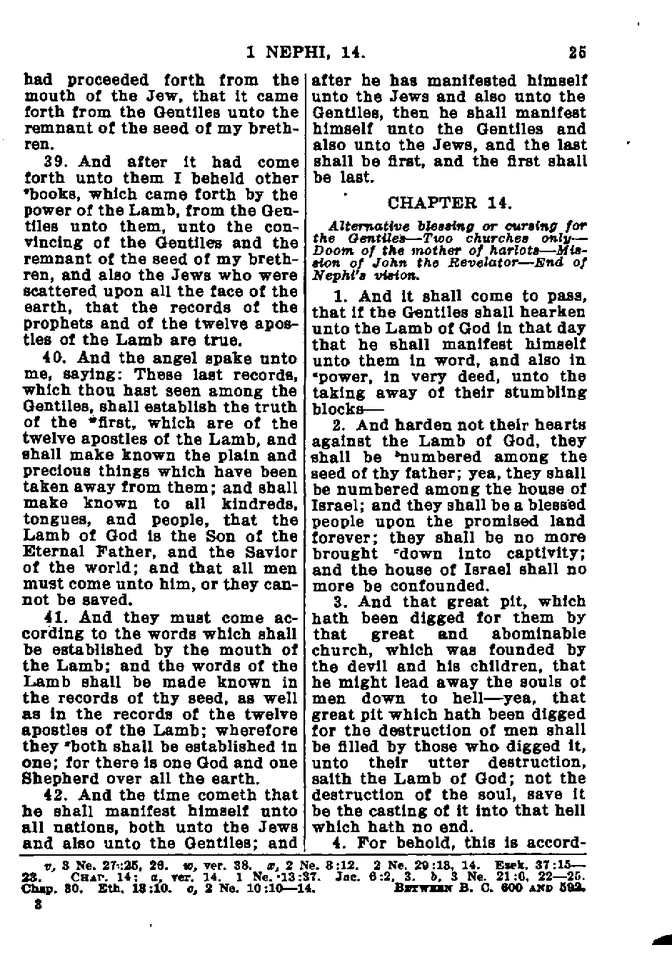 1 NEPHI, 14. 25
had proceeded forth from the
mouth of the Jew, that it came
forth from the Gentiles unto the
remnant of the seed of my breth-
ren.
39. And after it had come
forth unto them I beheld other
books, which came forth by the
power of the Lamb, from the Gen-
tiles unto them, unto the con-
vincing of the Gentiles and the
remnant of the seed of my breth-
ren, and also the Jews who were
scattered upon all the face of the
earth, that the records of the
prophets and of the twelve apos-
tles of the Lamb are true.
40. And the angel spake unto
me, saying: These last records,
which thou hast seen among the
Gentiles, shall establish the truth
of the ʷfirst, which are of the
twelve apostles of the Lamb, and
shall make known the plain and
precious things which have been
taken away from them; and shall
make known to all kindreds,
tongues, and people, that the
Lamb of God is the Son of the
Eternal Father, and the Savior
of the world; and that all men
must come unto him, or they can-
not be saved.
41. And they must come ac-
cording to the words which shall
be established by the mouth of
the Lamb; and the words of the
Lamb shall be made known in
the records of thy seed, as well
as in the records of the twelve
apostles of the Lamb; wherefore
they ˣboth shall be established in
one; for there is one God and one
Shepherd over all the earth.
42. And the time cometh that
he shall manifest himself unto
all nations, both unto the Jews
and also unto the Gentiles; and
after he has manifested himself
unto the Jews and also unto the
Gentiles, then he shall manifest
himself unto the Gentiles and
also unto the Jews, and the last
shall be first, and the first shall
be last.
CHAPTER 14.
Alternative blessing or cursing for
the Gentiles—Two churches only—
Doom of the mother of harlots—Mis-
sion of John the Revelator—End of
Nephi's vision.
1. And it shall come to pass,
that if the Gentiles shall hearken
unto the Lamb of God in that day
that he shall manifest himself
unto them in word, and also in
ᵃpower, in very deed, unto the
taking away of their stumbling
blocks—
2. And harden not their hearts
against the Lamb of God, they
shall be ᵇnumbered among the
seed of thy father; yea, they shall
be numbered among the house of
Israel; and they shall be a blessed
people upon the promised land
forever; they shall be no more
brought ᶜdown into captivity;
and the house of Israel shall no
more be confounded.
3. And that great pit, which
hath been digged for them by
that great and abominable
church, which was founded by
the devil and his children, that
he might lead away the souls of
men down to hell—yea, that
great pit which hath been digged
for the destruction of men shall
be filled by those who digged it,
unto their utter destruction,
saith the Lamb of God; not the
destruction of the soul, save it
be the casting of it into that hell
which hath no end.
4. For behold, this is accord-
v, 3 Ne. 27:25, 26. w, ver. 38. x, 2 Ne. 3:12. 2 Ne. 29:13, 14. Ezek. 37:15—
23. CHAP. 14: a, ver. 14. 1 Ne. 13:37. Jac. 6:2, 3. b, 3 Ne. 21:6, 22—25.
Chap. 30. Eth. 13:10. c, 2 Ne. 10:10—14. BETWEEN B. C. 600 AND 592.